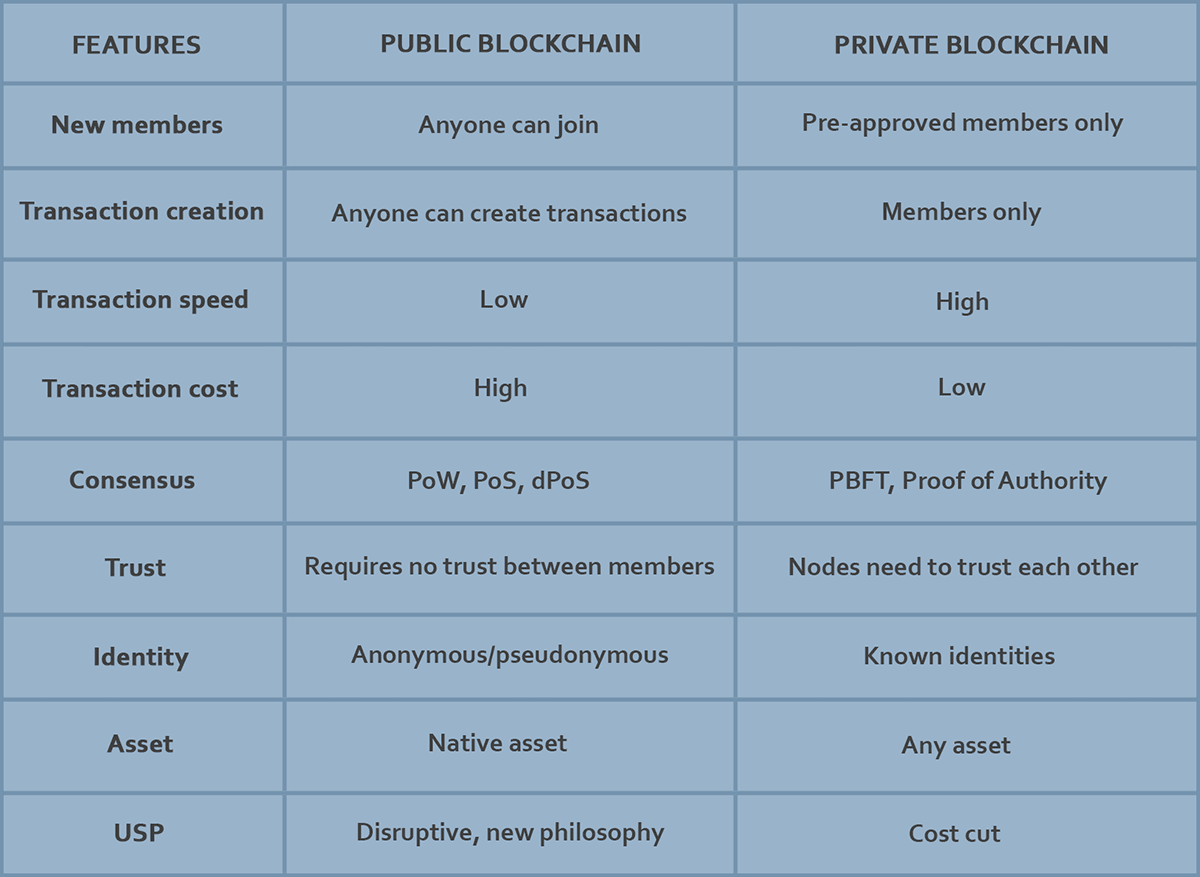 FEATURES PUBLIC BLOCKCHAIN PRIVATE BLOCKCHAIN
New members Anyone can join Pre-approved members only
Transaction creation Anyone can create transactions Members only
Transaction speed Low High
Transaction cost High Low
Consensus PoW, PoS, dPoS PBFT, Proof of Authority
Trust Requires no trust between members Nodes need to trust each other
Identity Anonymous/pseudonymous Known identities
Asset Native asset Any asset
USP Disruptive, new philosophy Cost cut